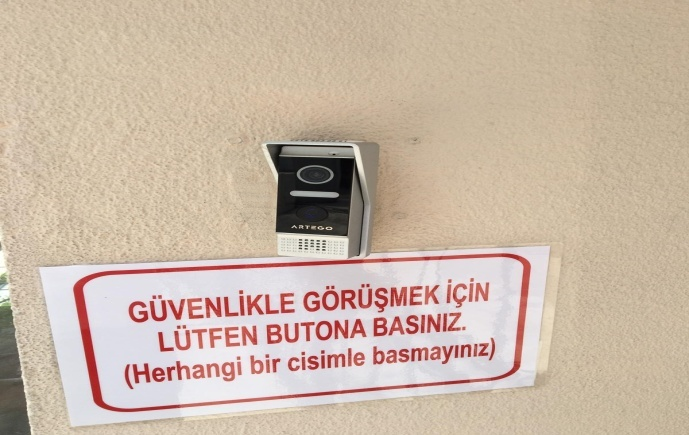 ARTEGO
GÜVENLİKLE GÖRÜŞMEK İÇİN
LÜTFEN BUTONA BASINIZ.
(Herhangi bir cisimle basmayınız)